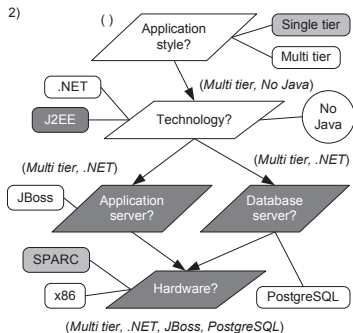 2)
( )
Application
style?
Single tier
Multi tier
(Multi tier, No Java)
.NET
J2EE
Technology?
No
Java
(Multi tier, .NET)
(Multi tier, .NET)
JBoss
Application
server?
Database
server?
SPARC
x86
Hardware?
PostgreSQL
(Multi tier, .NET, JBoss, PostgreSQL)